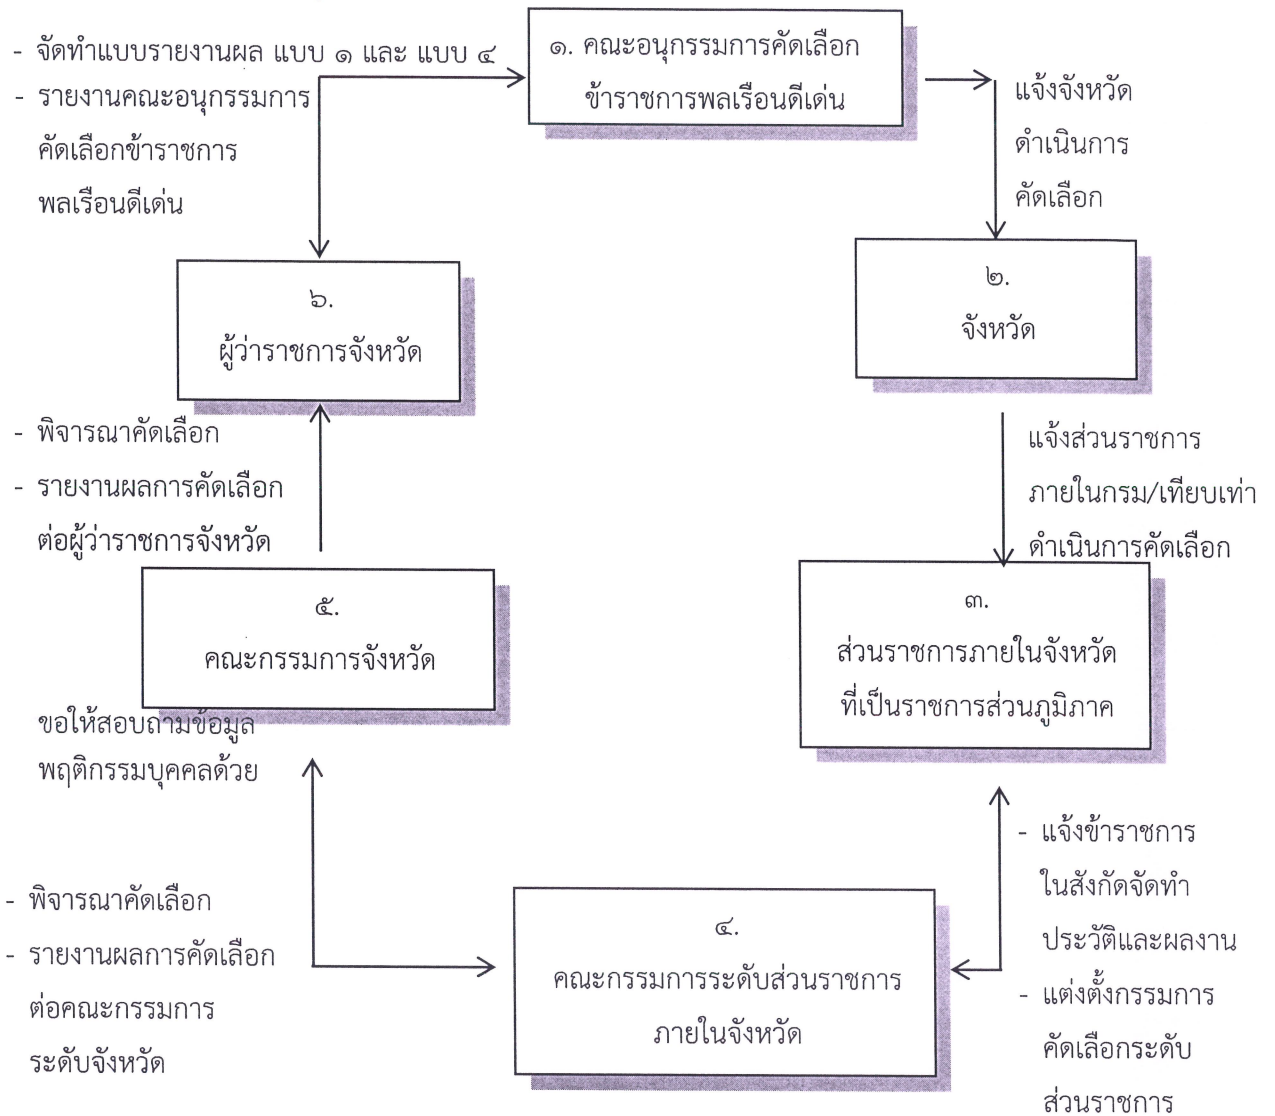 - จัดทำแบบรายงานผล แบบ ๑ และ แบบ ๔
- รายงานคณะอนุกรรมการ
คัดเลือกข้าราชการ
พลเรือนดีเด่น
๑. คณะอนุกรรมการคัดเลือก
ข้าราชการพลเรือนดีเด่น
แจ้งจังหวัด
ดำเนินการ
คัดเลือก
๒.
จังหวัด
แจ้งส่วนราชการ
ภายในกรม/เทียบเท่า
ดำเนินการคัดเลือก
๓.
ส่วนราชการภายในจังหวัด
ที่เป็นราชการส่วนภูมิภาค
- แจ้งข้าราชการ
ในสังกัดจัดทำ
ประวัติและผลงาน
- แต่งตั้งกรรมการ
คัดเลือกระดับ
ส่วนราชการ
๔.
คณะกรรมการระดับส่วนราชการ
ภายในจังหวัด
- พิจารณาคัดเลือก
- รายงานผลการคัดเลือก
ต่อคณะกรรมการ
ระดับจังหวัด
๕.
คณะกรรมการจังหวัด
ขอให้สอบถามข้อมูล
พฤติกรรมบุคคลด้วย
- พิจารณาคัดเลือก
- รายงานผลการคัดเลือก
ต่อผู้ว่าราชการจังหวัด
๖.
ผู้ว่าราชการจังหวัด